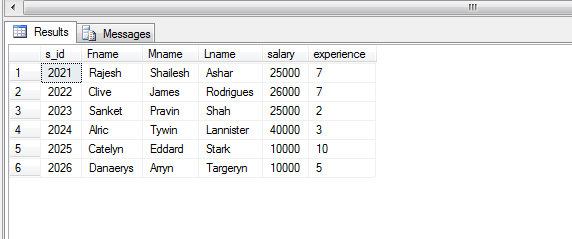 Results Messages
s_id Fname Mname Lname salary experience
1 2021 Rajesh Shailesh Ashar 25000 7
2 2022 Clive James Rodrigues 26000 7
3 2023 Sanket Pravin Shah 25000 2
4 2024 Alric Tywin Lannister 40000 3
5 2025 Catelyn Eddard Stark 10000 10
6 2026 Danaerys Arryn Targeryn 10000 5